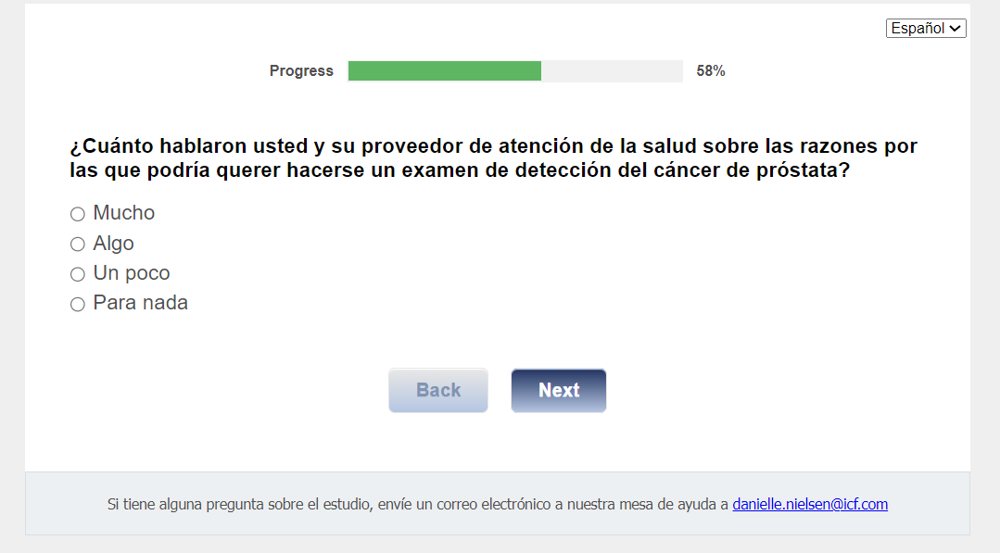 Español
Progress 58%
¿Cuánto hablaron usted y su proveedor de atención de la salud sobre las razones por
las que podría querer hacerse un examen de detección del cáncer de próstata?
Mucho
Algo
Un poco
Para nada
Back Next
Si tiene alguna pregunta sobre el estudio, envíe un correo electrónico a nuestra mesa de ayuda a danielle.nielsen@icf.com